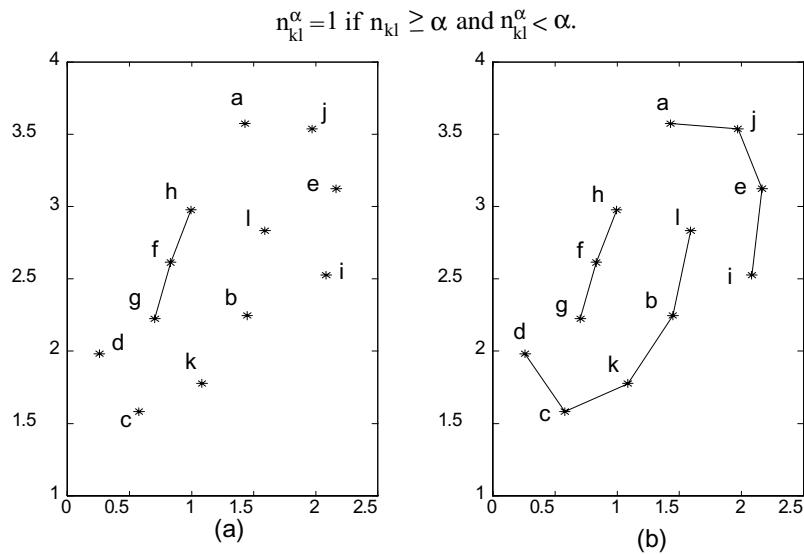 n_kl^α = 1 if n_kl ≥ α and n_kl^α < α.
4
3.5
3
2.5
2
1.5
1
0 0.5 1 1.5 2 2.5
a
j
h
e
l
f
i
g
b
d
k
c
(a)
4
3.5
3
2.5
2
1.5
1
0 0.5 1 1.5 2 2.5
a
j
e
h
l
f
i
g
b
d
k
c
(b)